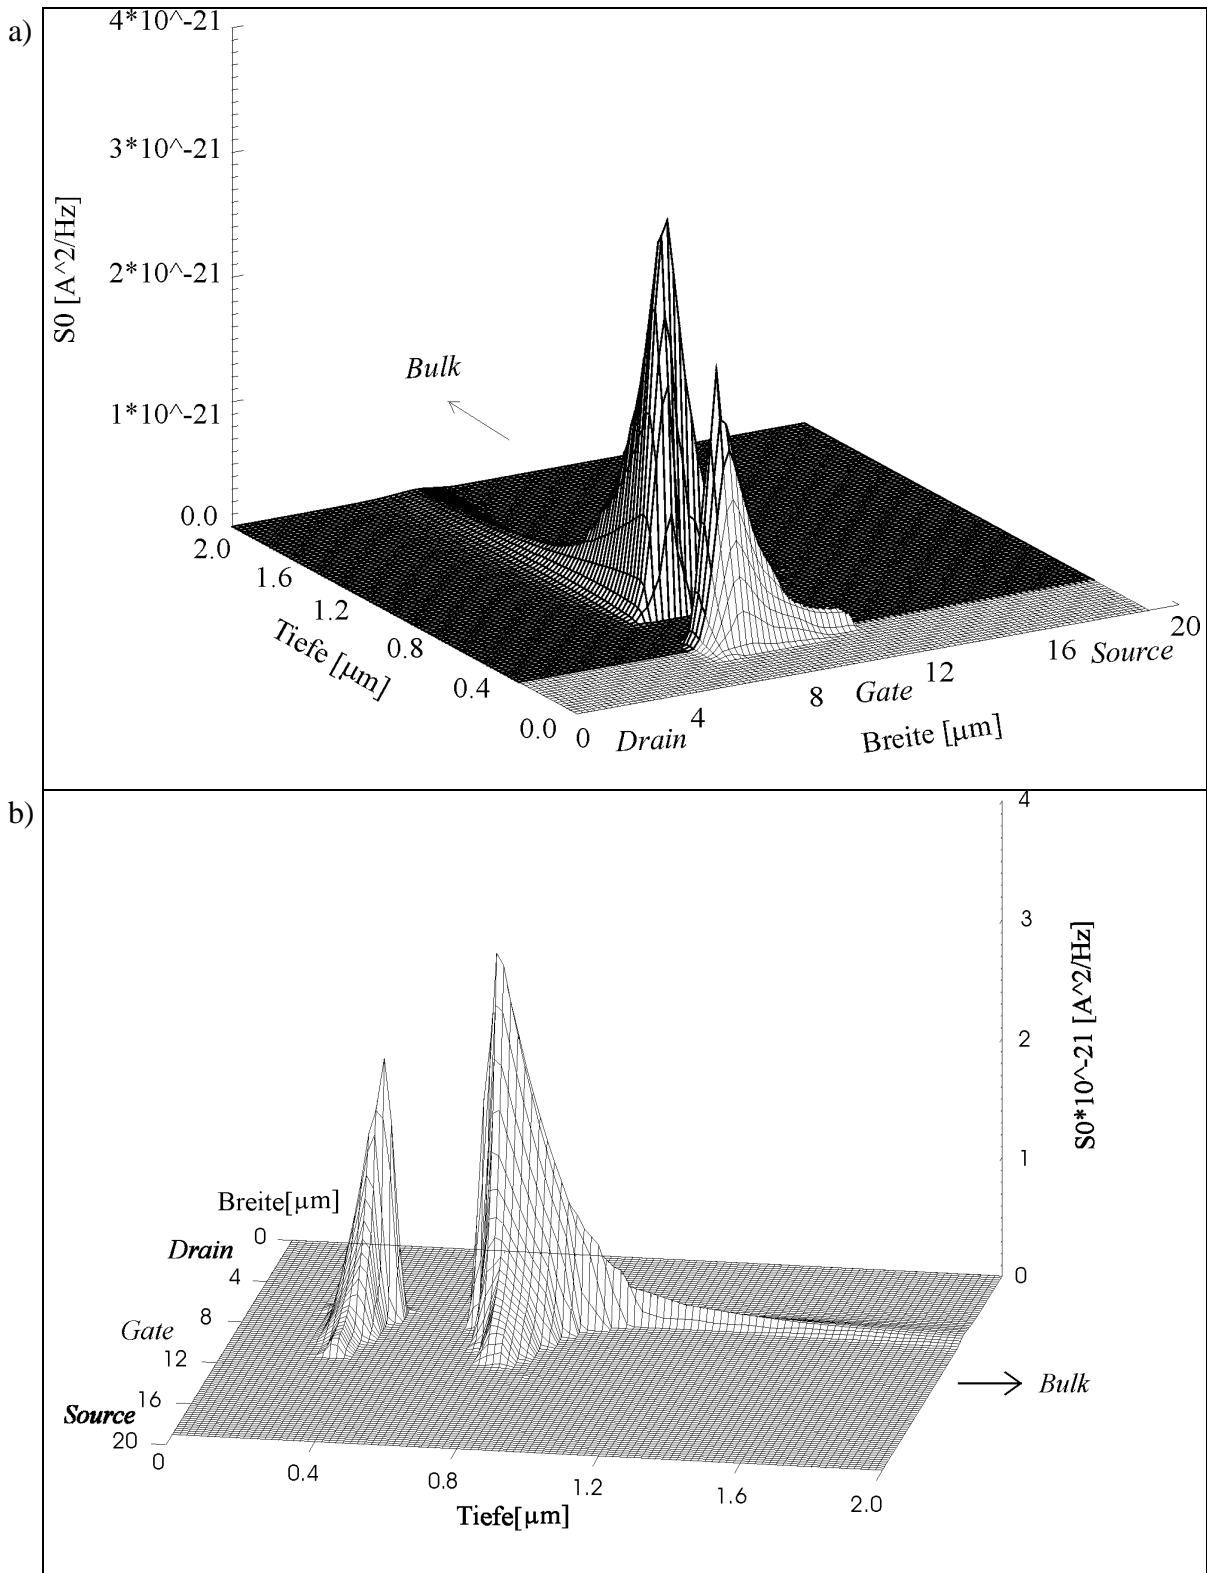 a)
4*10^-21
3*10^-21
2*10^-21
1*10^-21
0.0
S0 [A^2/Hz]
Bulk
2.0
1.6
1.2
0.8
0.4
0.0
Tiefe [µm]
0
4
8
12
16
20
Drain
Gate
Source
Breite [µm]
b)
4
3
2
1
0
S0*10^-21 [A^2/Hz]
Breite[µm]
0
Drain
4
8
Gate
12
16
Source
20
0
0.4
0.8
1.2
1.6
2.0
Tiefe[µm]
Bulk